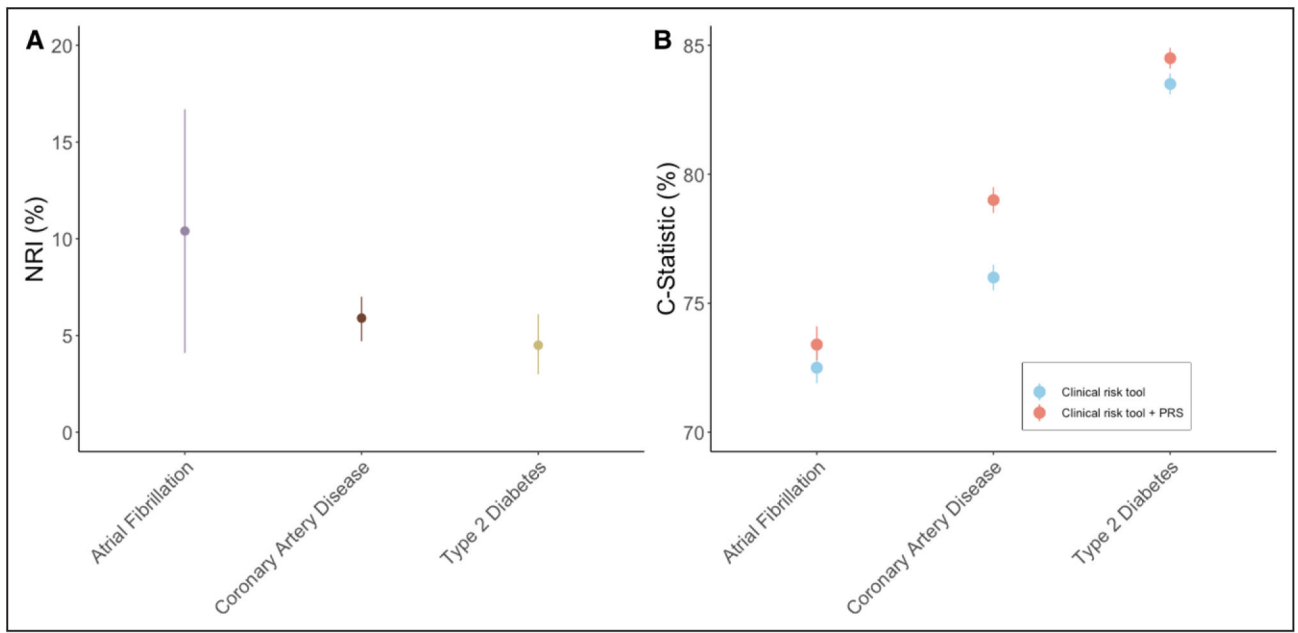 A
20
15
10
5
0
NRI (%)
Atrial Fibrillation
Coronary Artery Disease
Type 2 Diabetes
B
85
80
75
70
C-Statistic (%)
Clinical risk tool
Clinical risk tool + PRS
Atrial Fibrillation
Coronary Artery Disease
Type 2 Diabetes